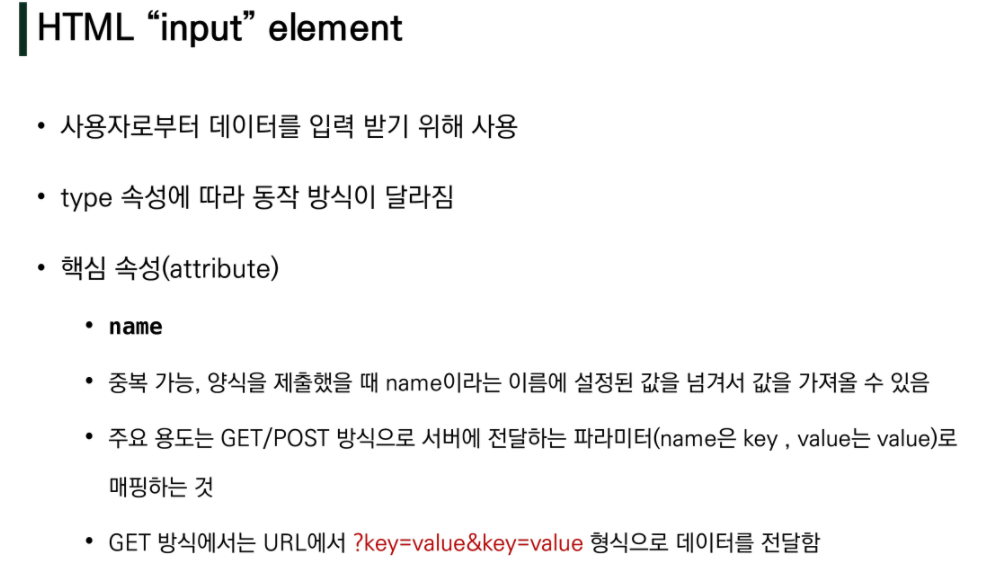 HTML “input” element
• 사용자로부터 데이터를 입력 받기 위해 사용
• type 속성에 따라 동작 방식이 달라짐
• 핵심 속성(attribute)
• name
• 중복 가능, 양식을 제출했을 때 name이라는 이름에 설정된 값을 넘겨서 값을 가져올 수 있음
• 주요 용도는 GET/POST 방식으로 서버에 전달하는 파라미터(name은 key , value는 value)로
매핑하는 것
• GET 방식에서는 URL에서 ?key=value&key=value 형식으로 데이터를 전달함